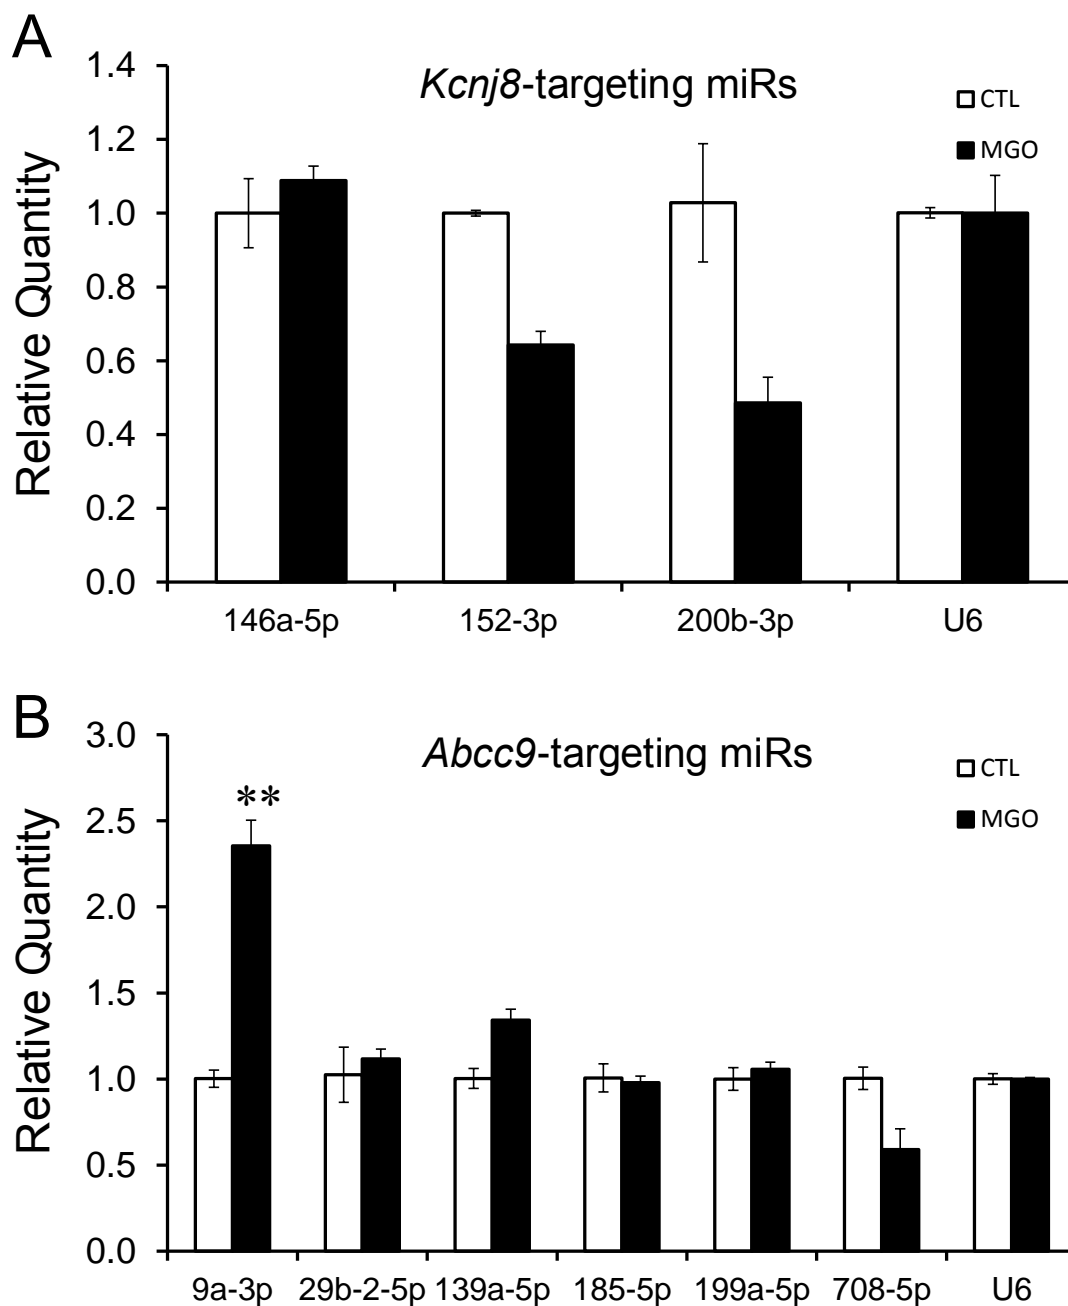 A
Kcnj8-targeting miRs
CTL
MGO
Relative Quantity
1.4
1.2
1.0
0.8
0.6
0.4
0.2
0.0
146a-5p 152-3p 200b-3p U6
B
Abcc9-targeting miRs
CTL
MGO
Relative Quantity
3.0
2.5
2.0
1.5
1.0
0.5
0.0
**
9a-3p 29b-2-5p 139a-5p 185-5p 199a-5p 708-5p U6